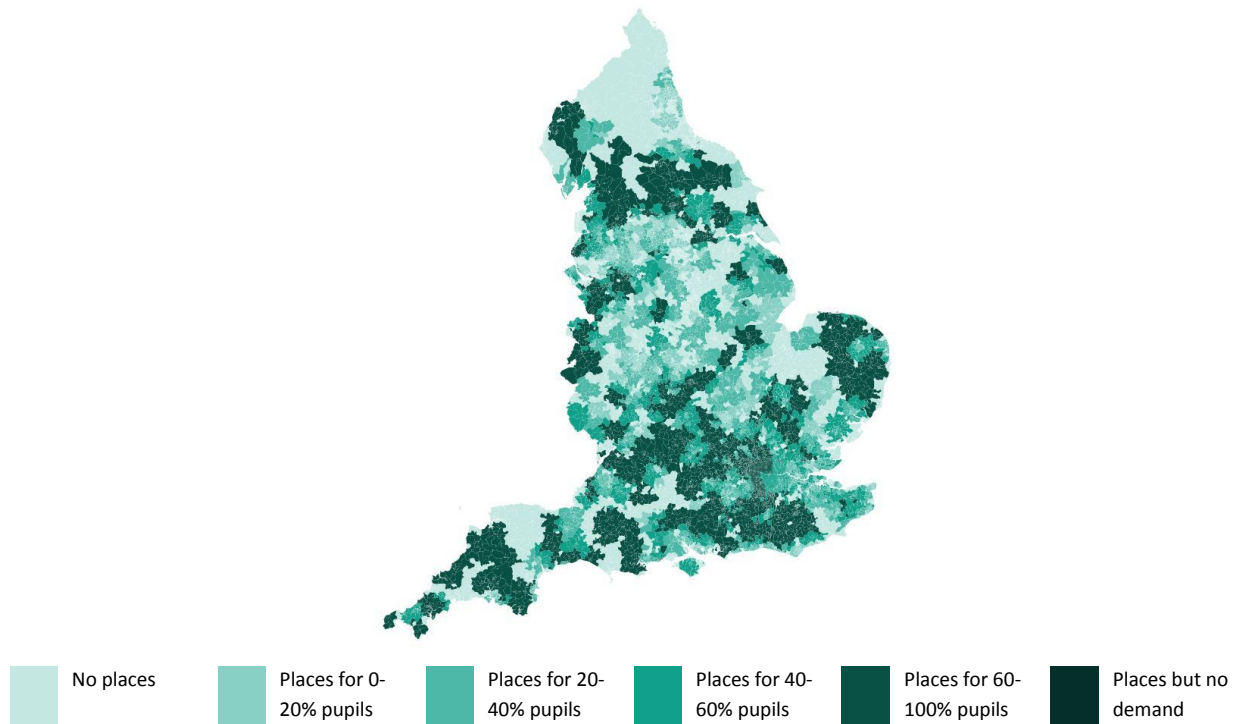 No places
Places for 0-
20% pupils
Places for 20-
40% pupils
Places for 40-
60% pupils
Places for 60-
100% pupils
Places but no
demand